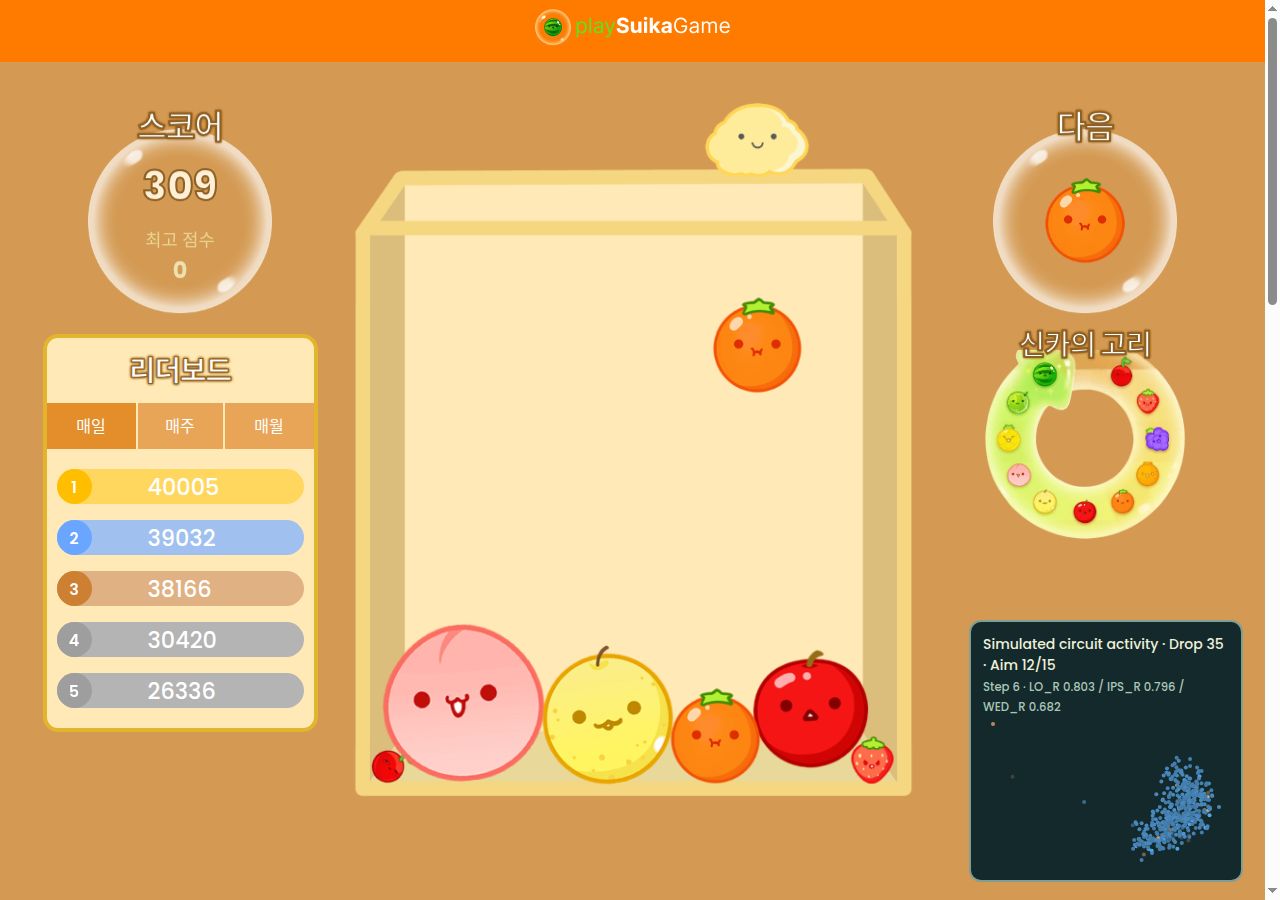 playSuikaGame
스코어
309
최고 점수
0
다음
신카의 고리
리더보드
매일 매주 매월
1 40005
2 39032
3 38166
4 30420
5 26336
Simulated circuit activity · Drop 35
· Aim 12/15
Step 6 · LO_R 0.803 / IPS_R 0.796 /
WED_R 0.682